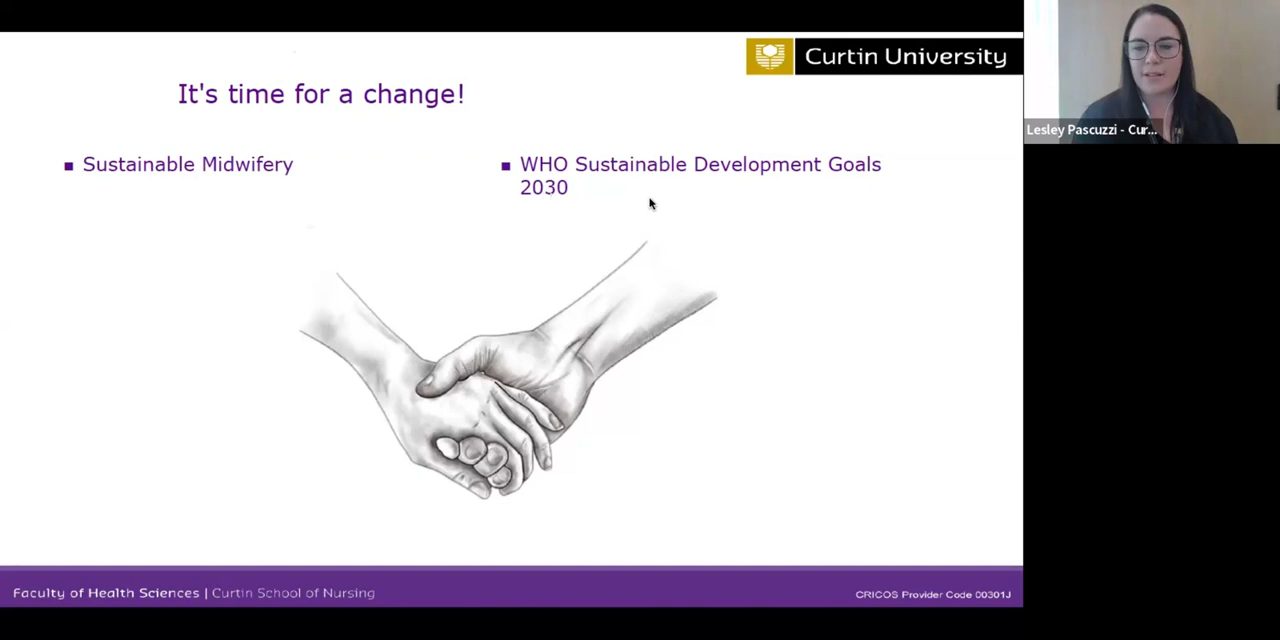 Curtin University
It's time for a change!
▪ Sustainable Midwifery
▪ WHO Sustainable Development Goals
2030
Lesley Pascuzzi - Cur...
Faculty of Health Sciences | Curtin School of Nursing
CRICOS Provider Code 00301J